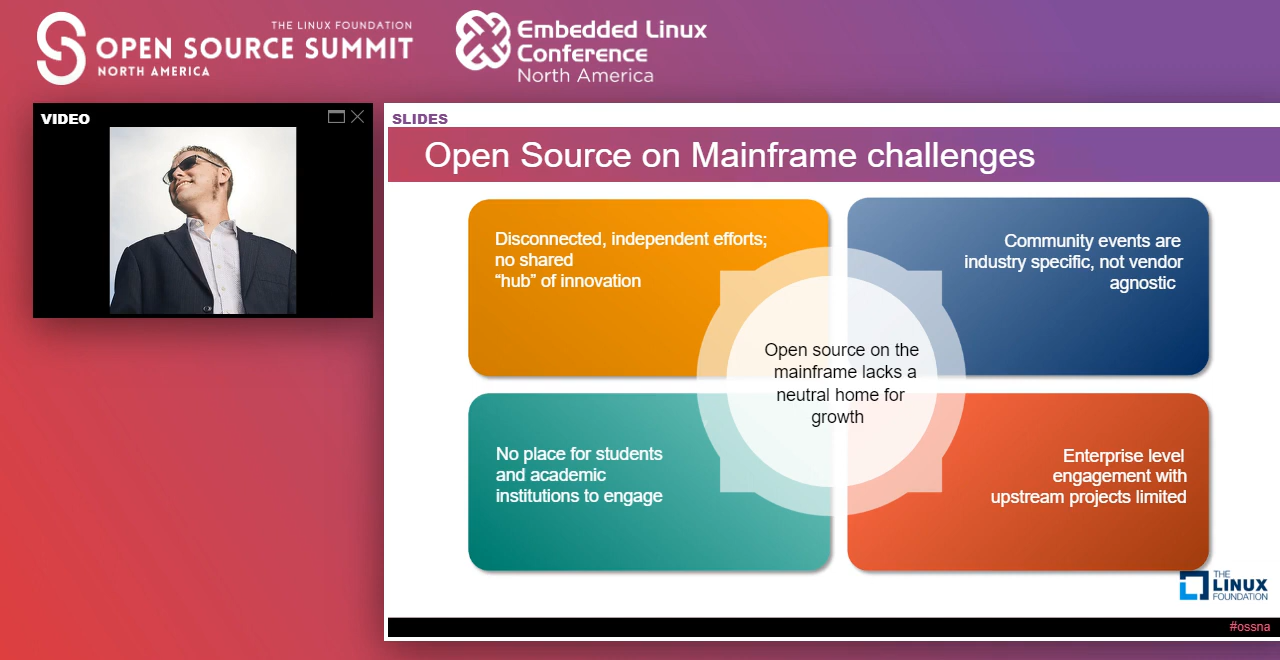 THE LINUX FOUNDATION
OPEN SOURCE SUMMIT
NORTH AMERICA
Embedded Linux
Conference
North America
VIDEO
SLIDES
Open Source on Mainframe challenges
Disconnected, independent efforts;
no shared
“hub” of innovation
Community events are
industry specific, not vendor
agnostic
Open source on the
mainframe lacks a
neutral home for
growth
No place for students
and academic
institutions to engage
Enterprise level
engagement with
upstream projects limited
THE
LINUX
FOUNDATION
#ossna